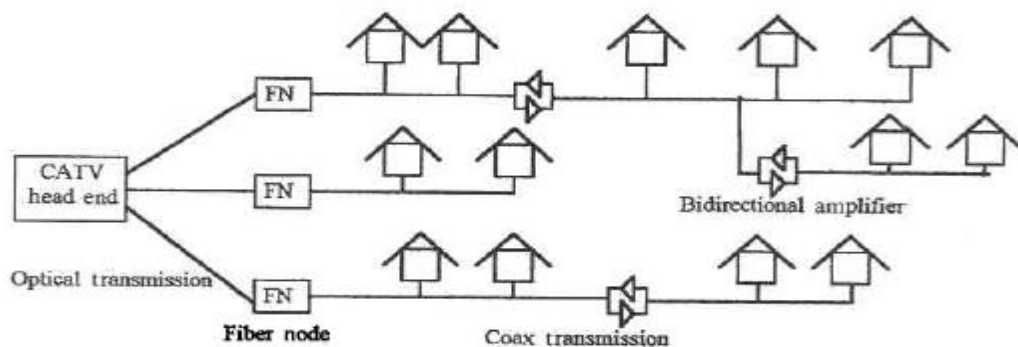 FN
CATV
head end
FN
Bidirectional amplifier
Optical transmission
FN
Fiber node
Coax transmission